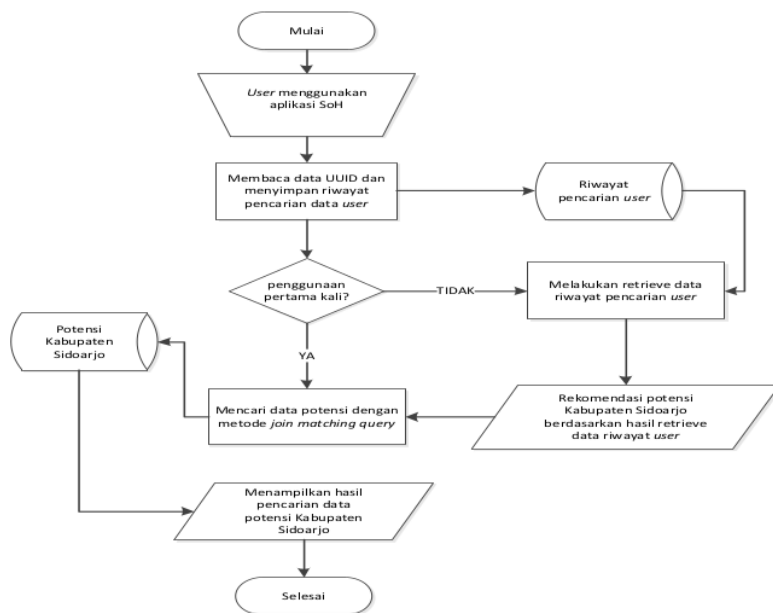 Mulai
User menggunakan
aplikasi SoH
Membaca data UUID dan
menyimpan riwayat
pencarian data user
Riwayat
pencarian user
penggunaan
pertama kali?
TIDAK
Melakukan retrieve data
riwayat pencarian user
YA
Potensi
Kabupaten
Sidoarjo
Mencari data potensi dengan
metode join matching query
Rekomendasi potensi
Kabupaten Sidoarjo
berdasarkan hasil retrieve
data riwayat user
Menampilkan hasil
pencarian data
potensi Kabupaten
Sidoarjo
Selesai